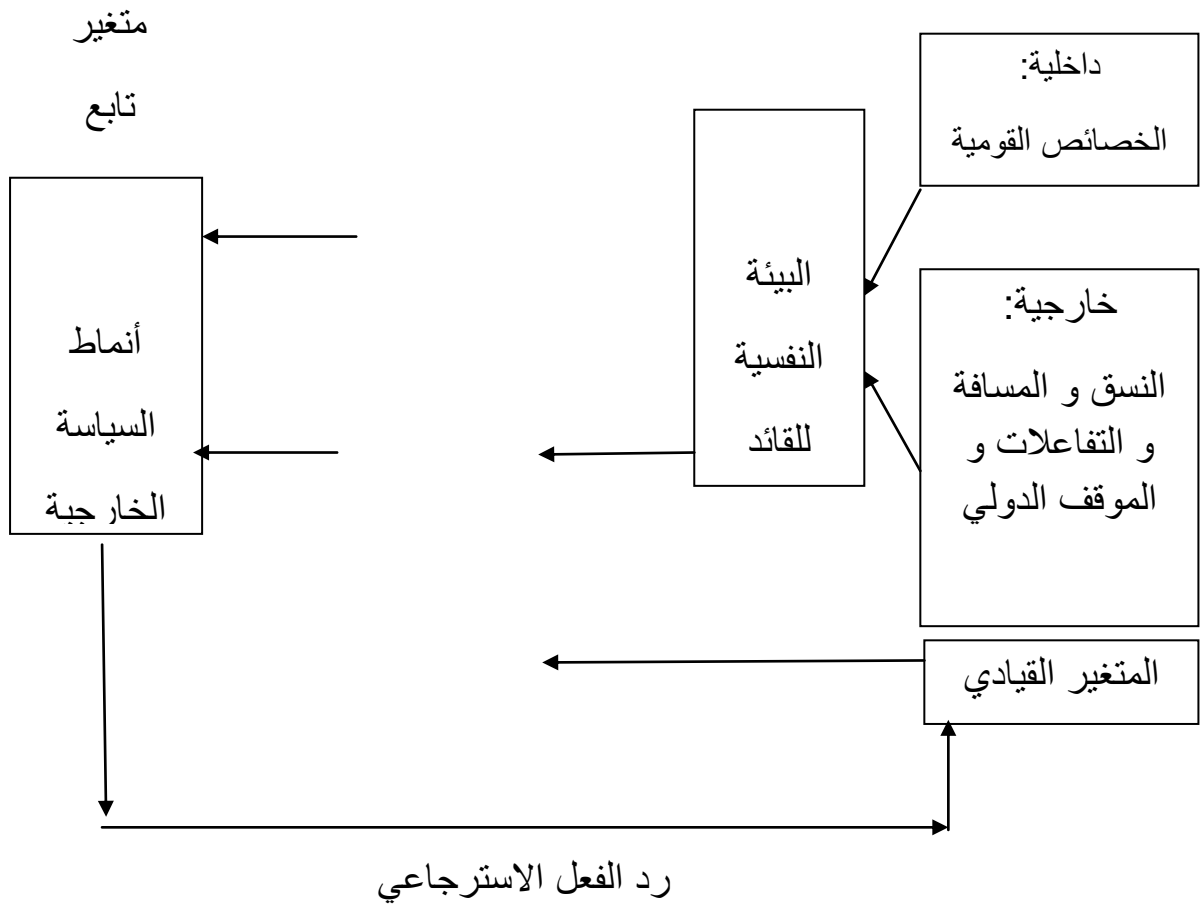 متغير
تابع
داخلية:
الخصائص القومية
خارجية:
النسق و المسافة
و التفاعلات و
الموقف الدولي
المتغير القيادي
البيئة
النفسية
للقائد
أنماط
السياسة
الخارجية
رد الفعل الاسترجاعي